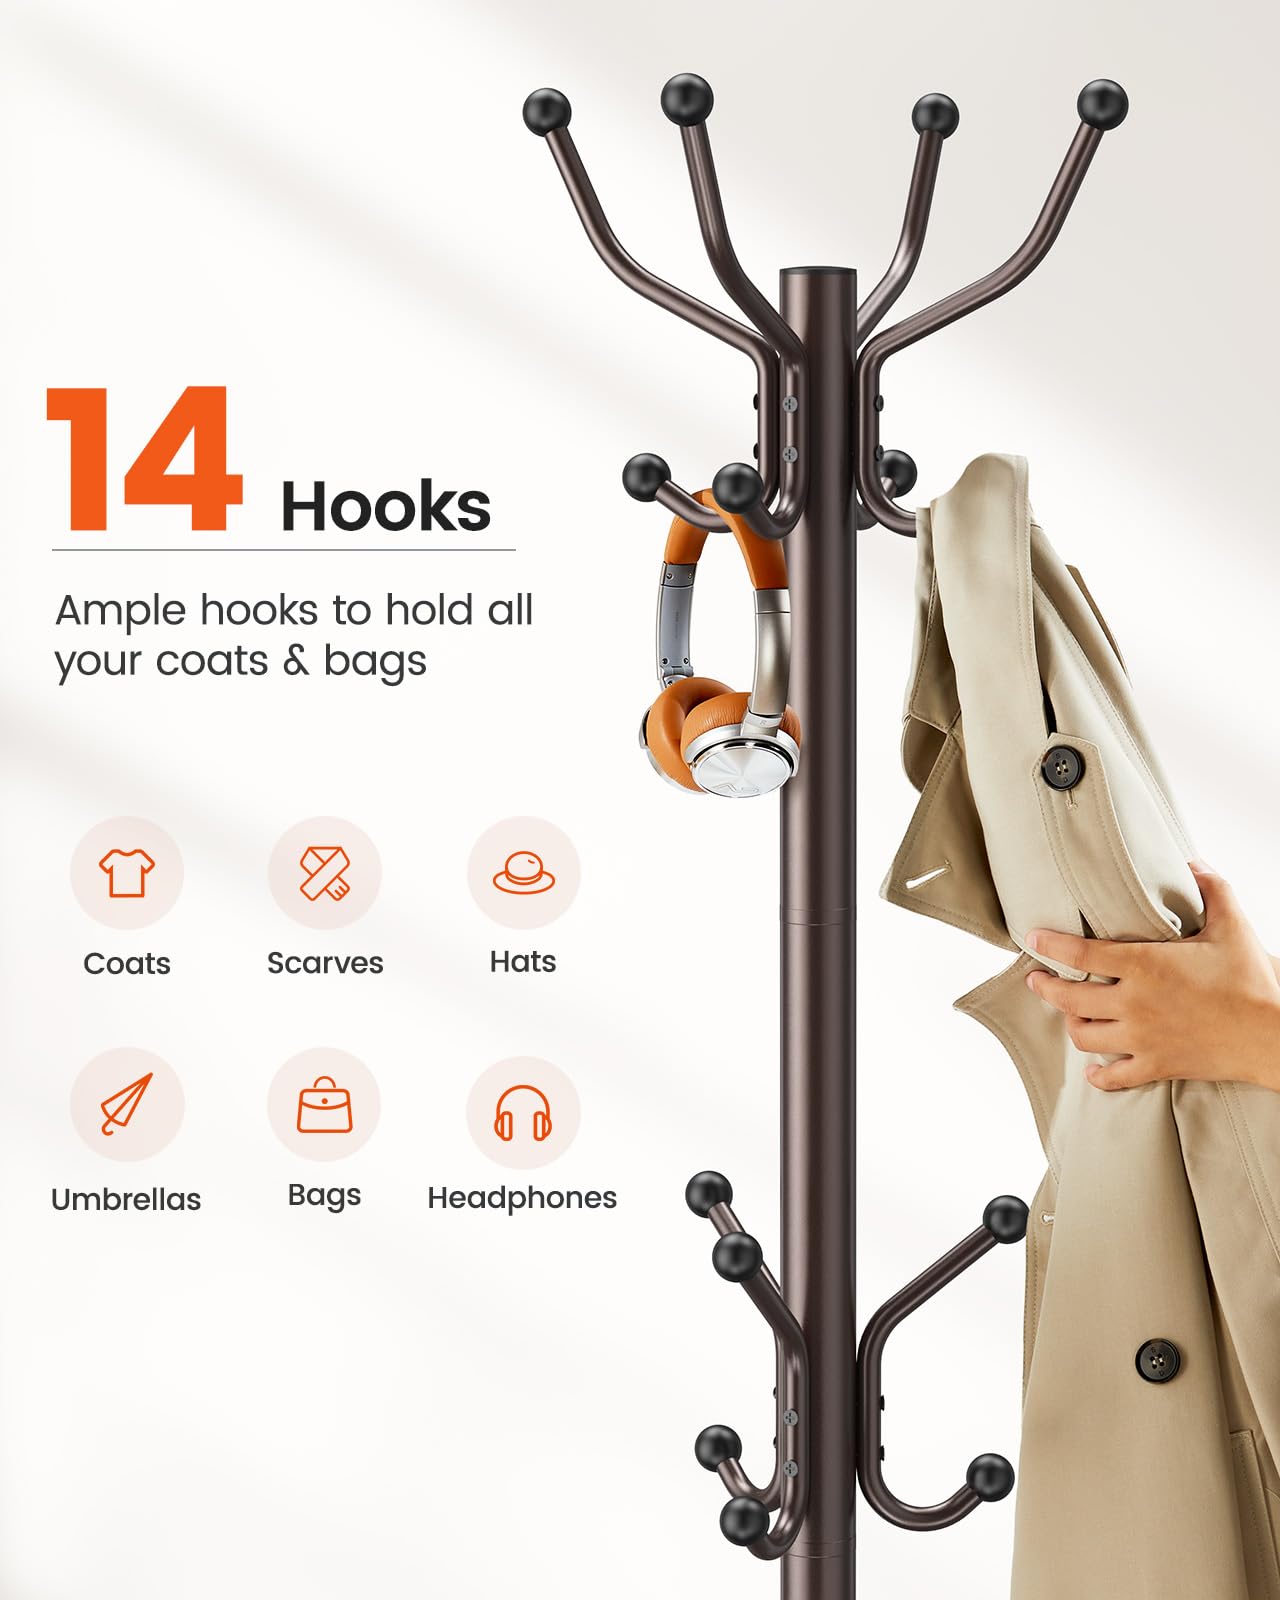 14 Hooks
Ample hooks to hold all
your coats & bags
Coats
Scarves
Hats
Umbrellas
Bags
Headphones